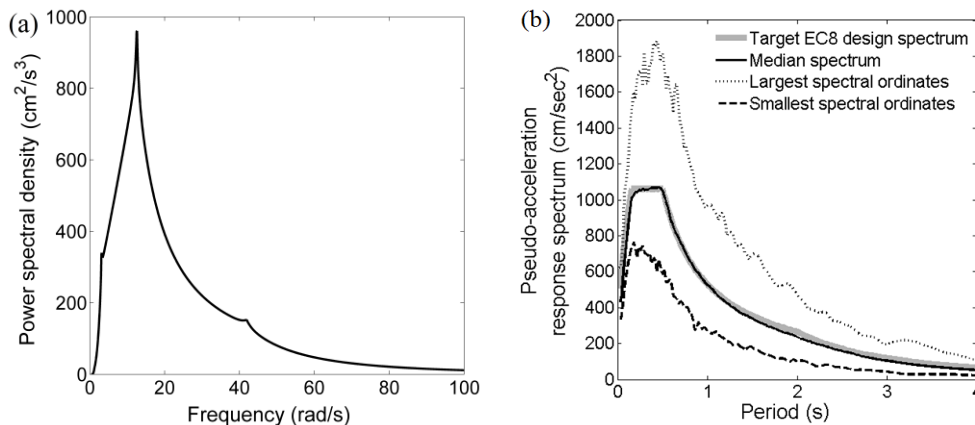 (a)
1000
800
600
400
200
0
Power spectral density (cm²/s³)
0 20 40 60 80 100
Frequency (rad/s)
(b)
2000
1800
1600
1400
1200
1000
800
600
400
200
0
Pseudo-acceleration
response spectrum (cm/sec²)
Target EC8 design spectrum
Median spectrum
Largest spectral ordinates
Smallest spectral ordinates
0 1 2 3 4
Period (s)